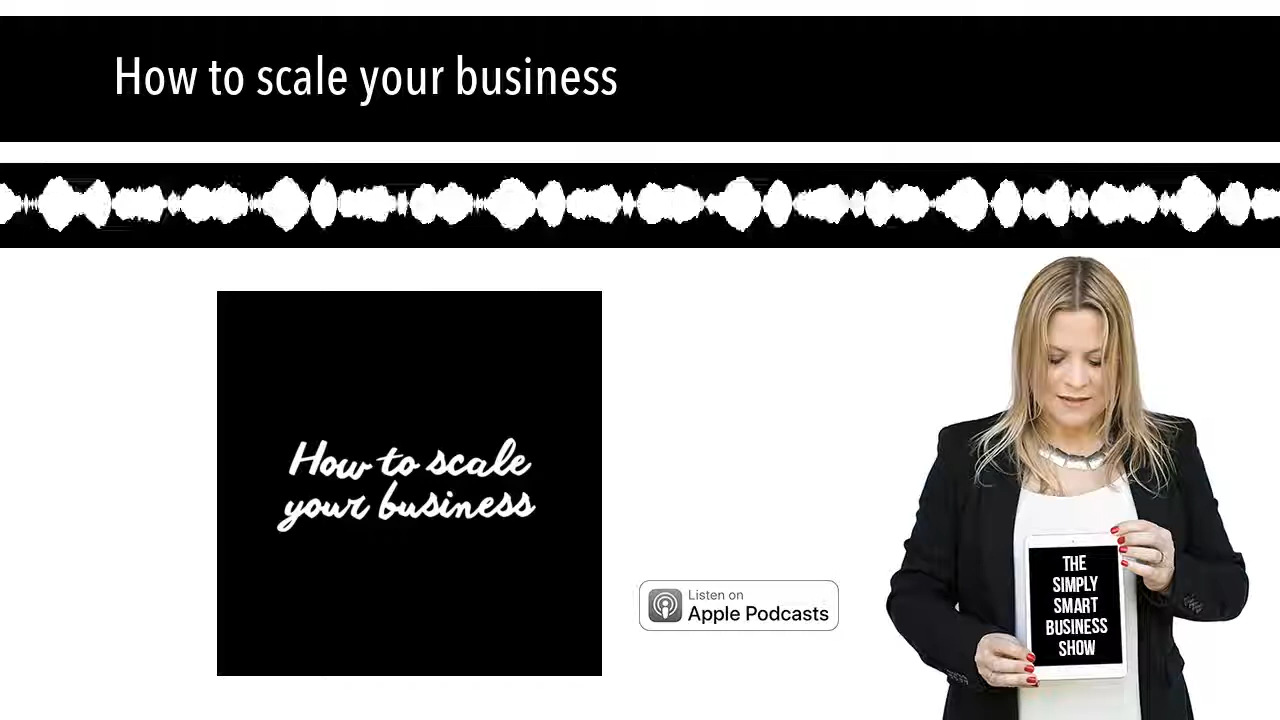 How to scale your business
How to scale
your business
Listen on
Apple Podcasts
THE
SIMPLY
SMART
BUSINESS
SHOW